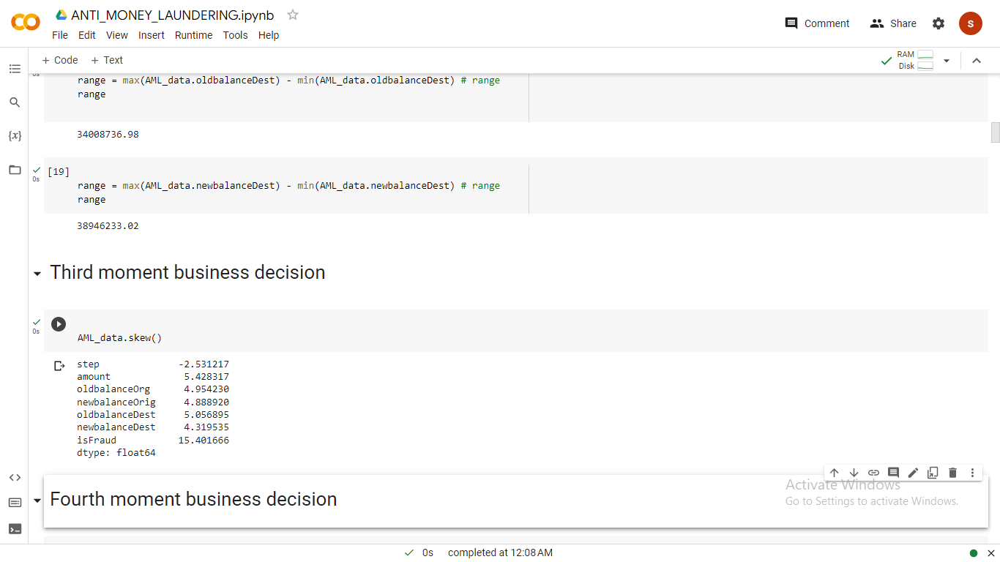 ANTI_MONEY_LAUNDERING.ipynb
File Edit View Insert Runtime Tools Help
Comment Share S
+ Code + Text
RAM
Disk
0s
range = max(AML_data.oldbalanceDest) - min(AML_data.oldbalanceDest) # range
range
34008736.98
[19]
0s
range = max(AML_data.newbalanceDest) - min(AML_data.newbalanceDest) # range
range
38946233.02
Third moment business decision
0s
AML_data.skew()
step -2.531217
amount 5.428317
oldbalanceOrg 4.954230
newbalanceOrig 4.888920
oldbalanceDest 5.056895
newbalanceDest 4.319535
isFraud 15.401666
dtype: float64
Fourth moment business decision
Activate Windows
Go to Settings to activate Windows.
0s completed at 12:08 AM